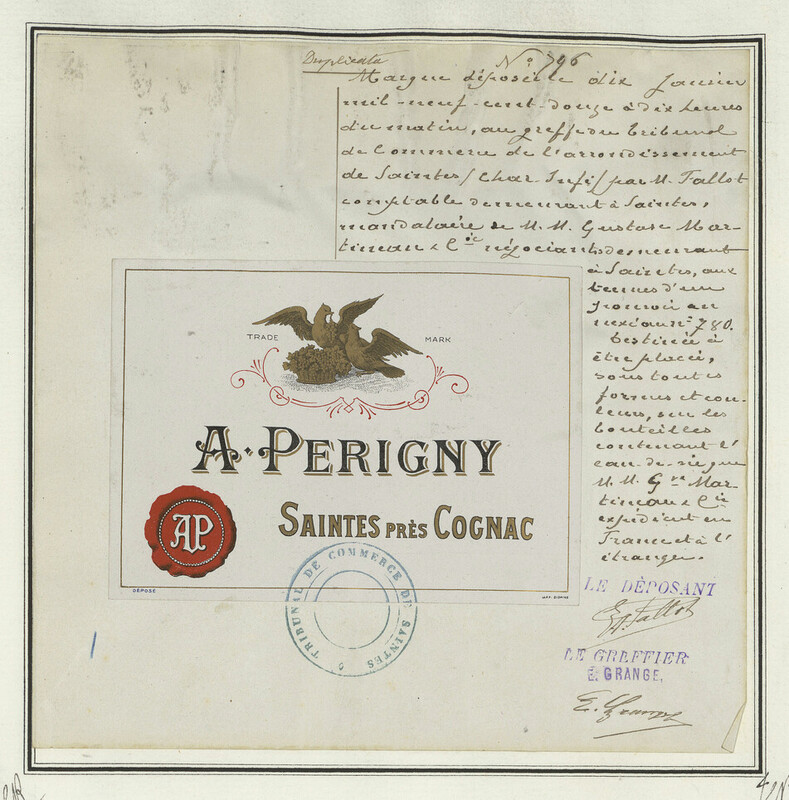 Duplicata
N° 796
Marque déposée le dix Janvier
mil-neuf-cent-douze à dix heures
du matin, au greffe du Tribunal
de Commerce de l'arrondissement
de Saintes (Char. Infre) par M. Tallot
comptable demeurant à Saintes,
mandataire de M.M. Gustave Mar-
tineau & Cie négociants demeurant
à Saintes, aux
termes d'un
pouvoir an
nexé au n° 780.
Destinée à
être placée,
sous toutes
formes et cou-
leurs, sur les
bouteilles
contenant l'
eau-de-vie que
M.M. Gve Mar-
tineau & Cie
expédient en
France et à l'
étranger.
TRADE MARK
A. PERIGNY
AP
SAINTES PRÈS COGNAC
DÉPOSÉ
TRIBUNAL DE COMMERCE DE SAINTES
LE DÉPOSANT
Tallot
LE GREFFIER
E. GRANGE.
E. Grange